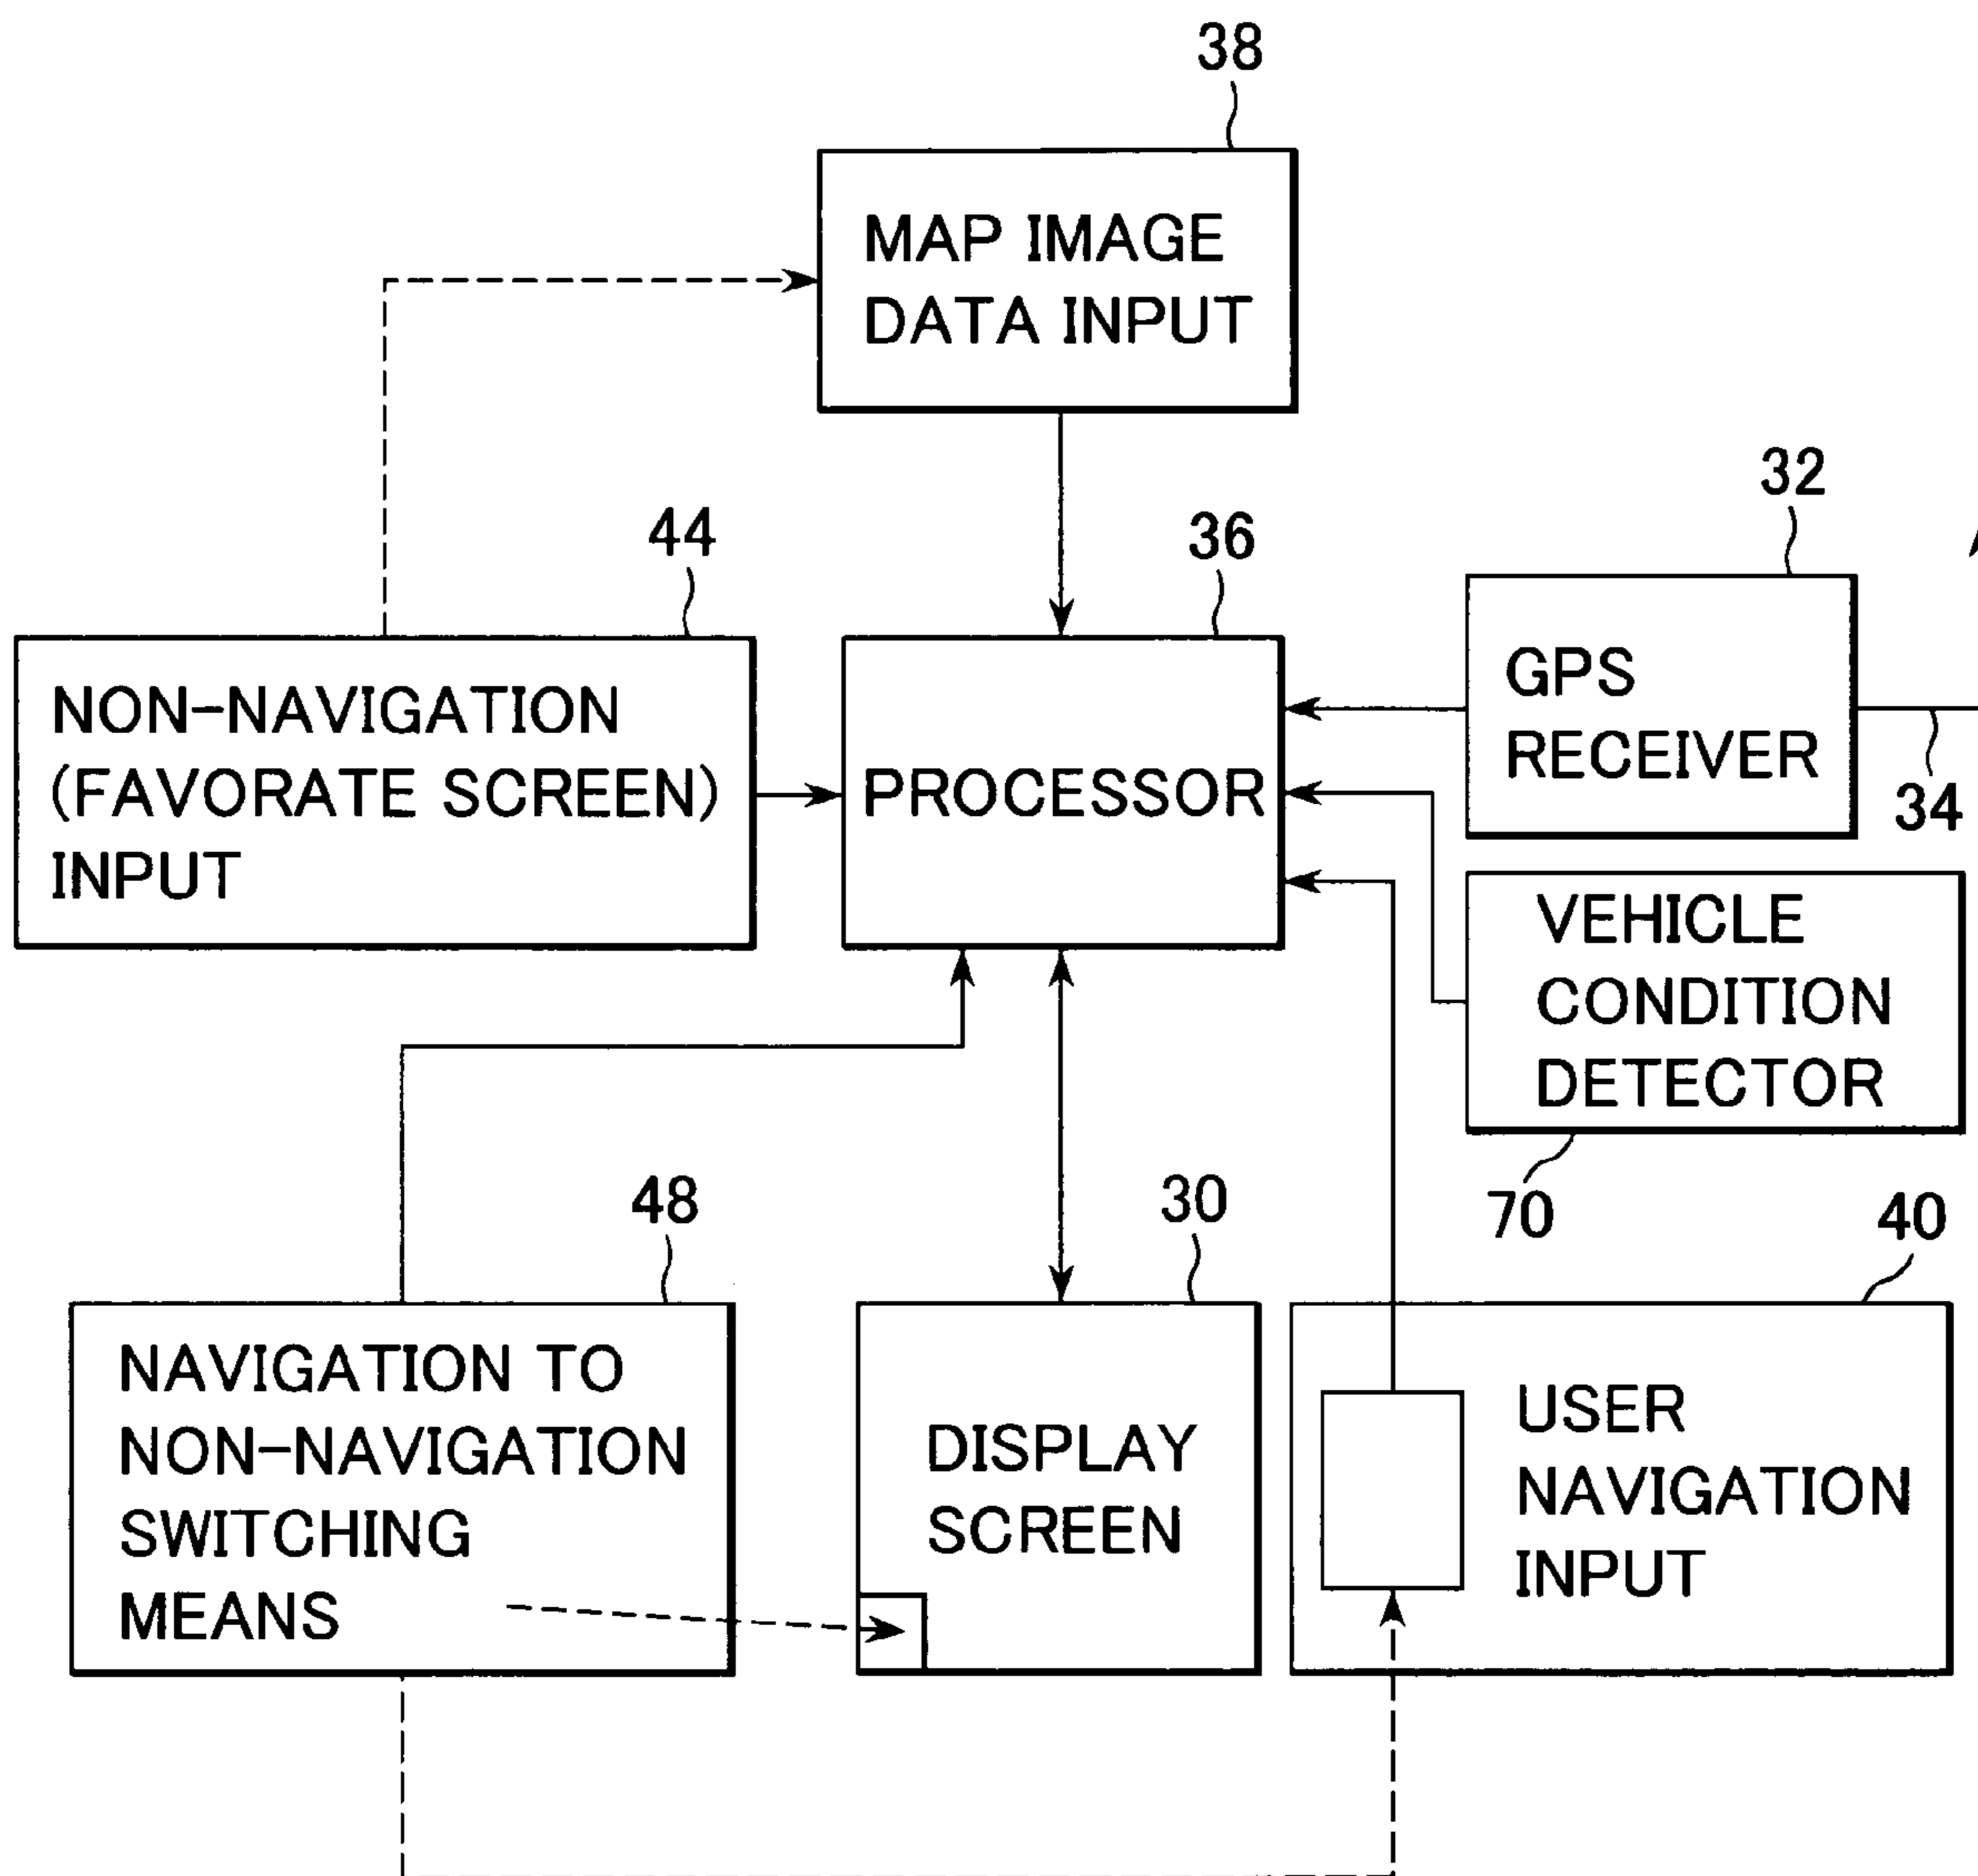 38
MAP IMAGE
DATA INPUT
32
44
36
GPS
RECEIVER
34
NON-NAVIGATION
(FAVORATE SCREEN)
INPUT
PROCESSOR
VEHICLE
CONDITION
DETECTOR
70
48
30
40
NAVIGATION TO
NON-NAVIGATION
SWITCHING
MEANS
DISPLAY
SCREEN
USER
NAVIGATION
INPUT